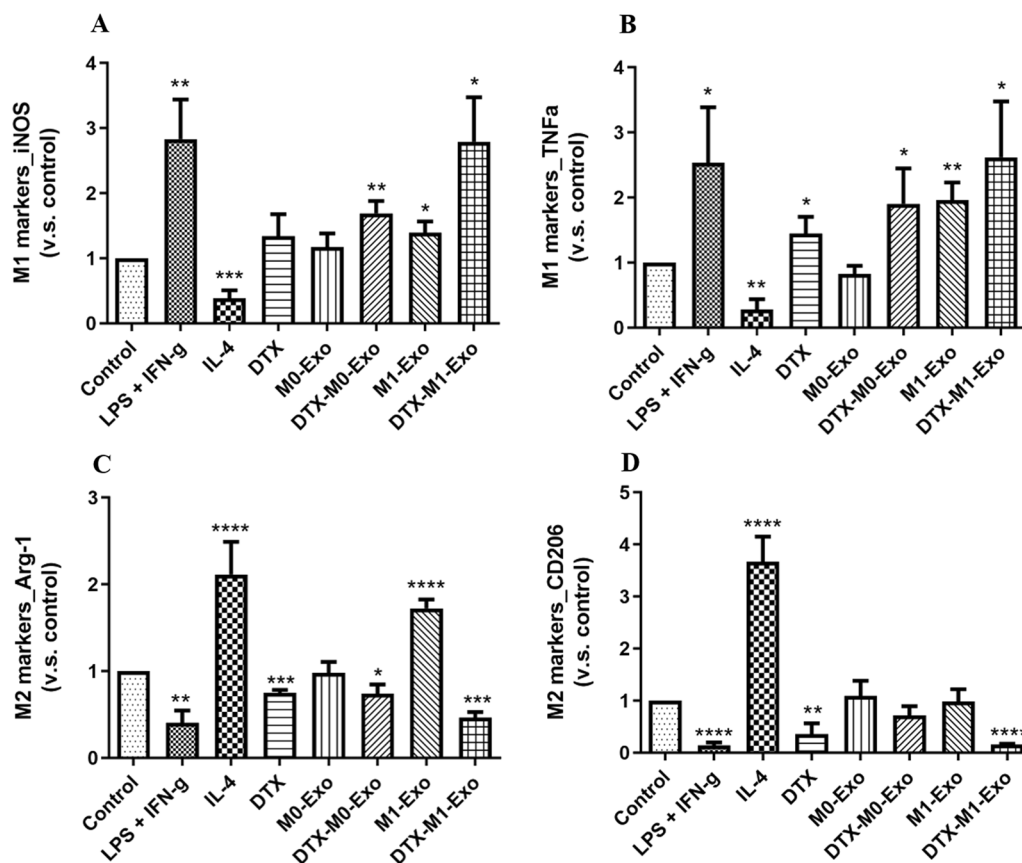 A
M1 markers_iNOS
(v.s. control)
4
3
2
1
0
**
***
**
*
*
Control
LPS + IFN-g
IL-4
DTX
M0-Exo
DTX-M0-Exo
M1-Exo
DTX-M1-Exo
B
M1 markers_TNFa
(v.s. control)
4
3
2
1
0
*
**
*
*
**
*
Control
LPS + IFN-g
IL-4
DTX
M0-Exo
DTX-M0-Exo
M1-Exo
DTX-M1-Exo
C
M2 markers_Arg-1
(v.s. control)
3
2
1
0
**
****
***
*
****
***
Control
LPS + IFN-g
IL-4
DTX
M0-Exo
DTX-M0-Exo
M1-Exo
DTX-M1-Exo
D
M2 markers_CD206
(v.s. control)
5
4
3
2
1
0
****
****
**
****
Control
LPS + IFN-g
IL-4
DTX
M0-Exo
DTX-M0-Exo
M1-Exo
DTX-M1-Exo